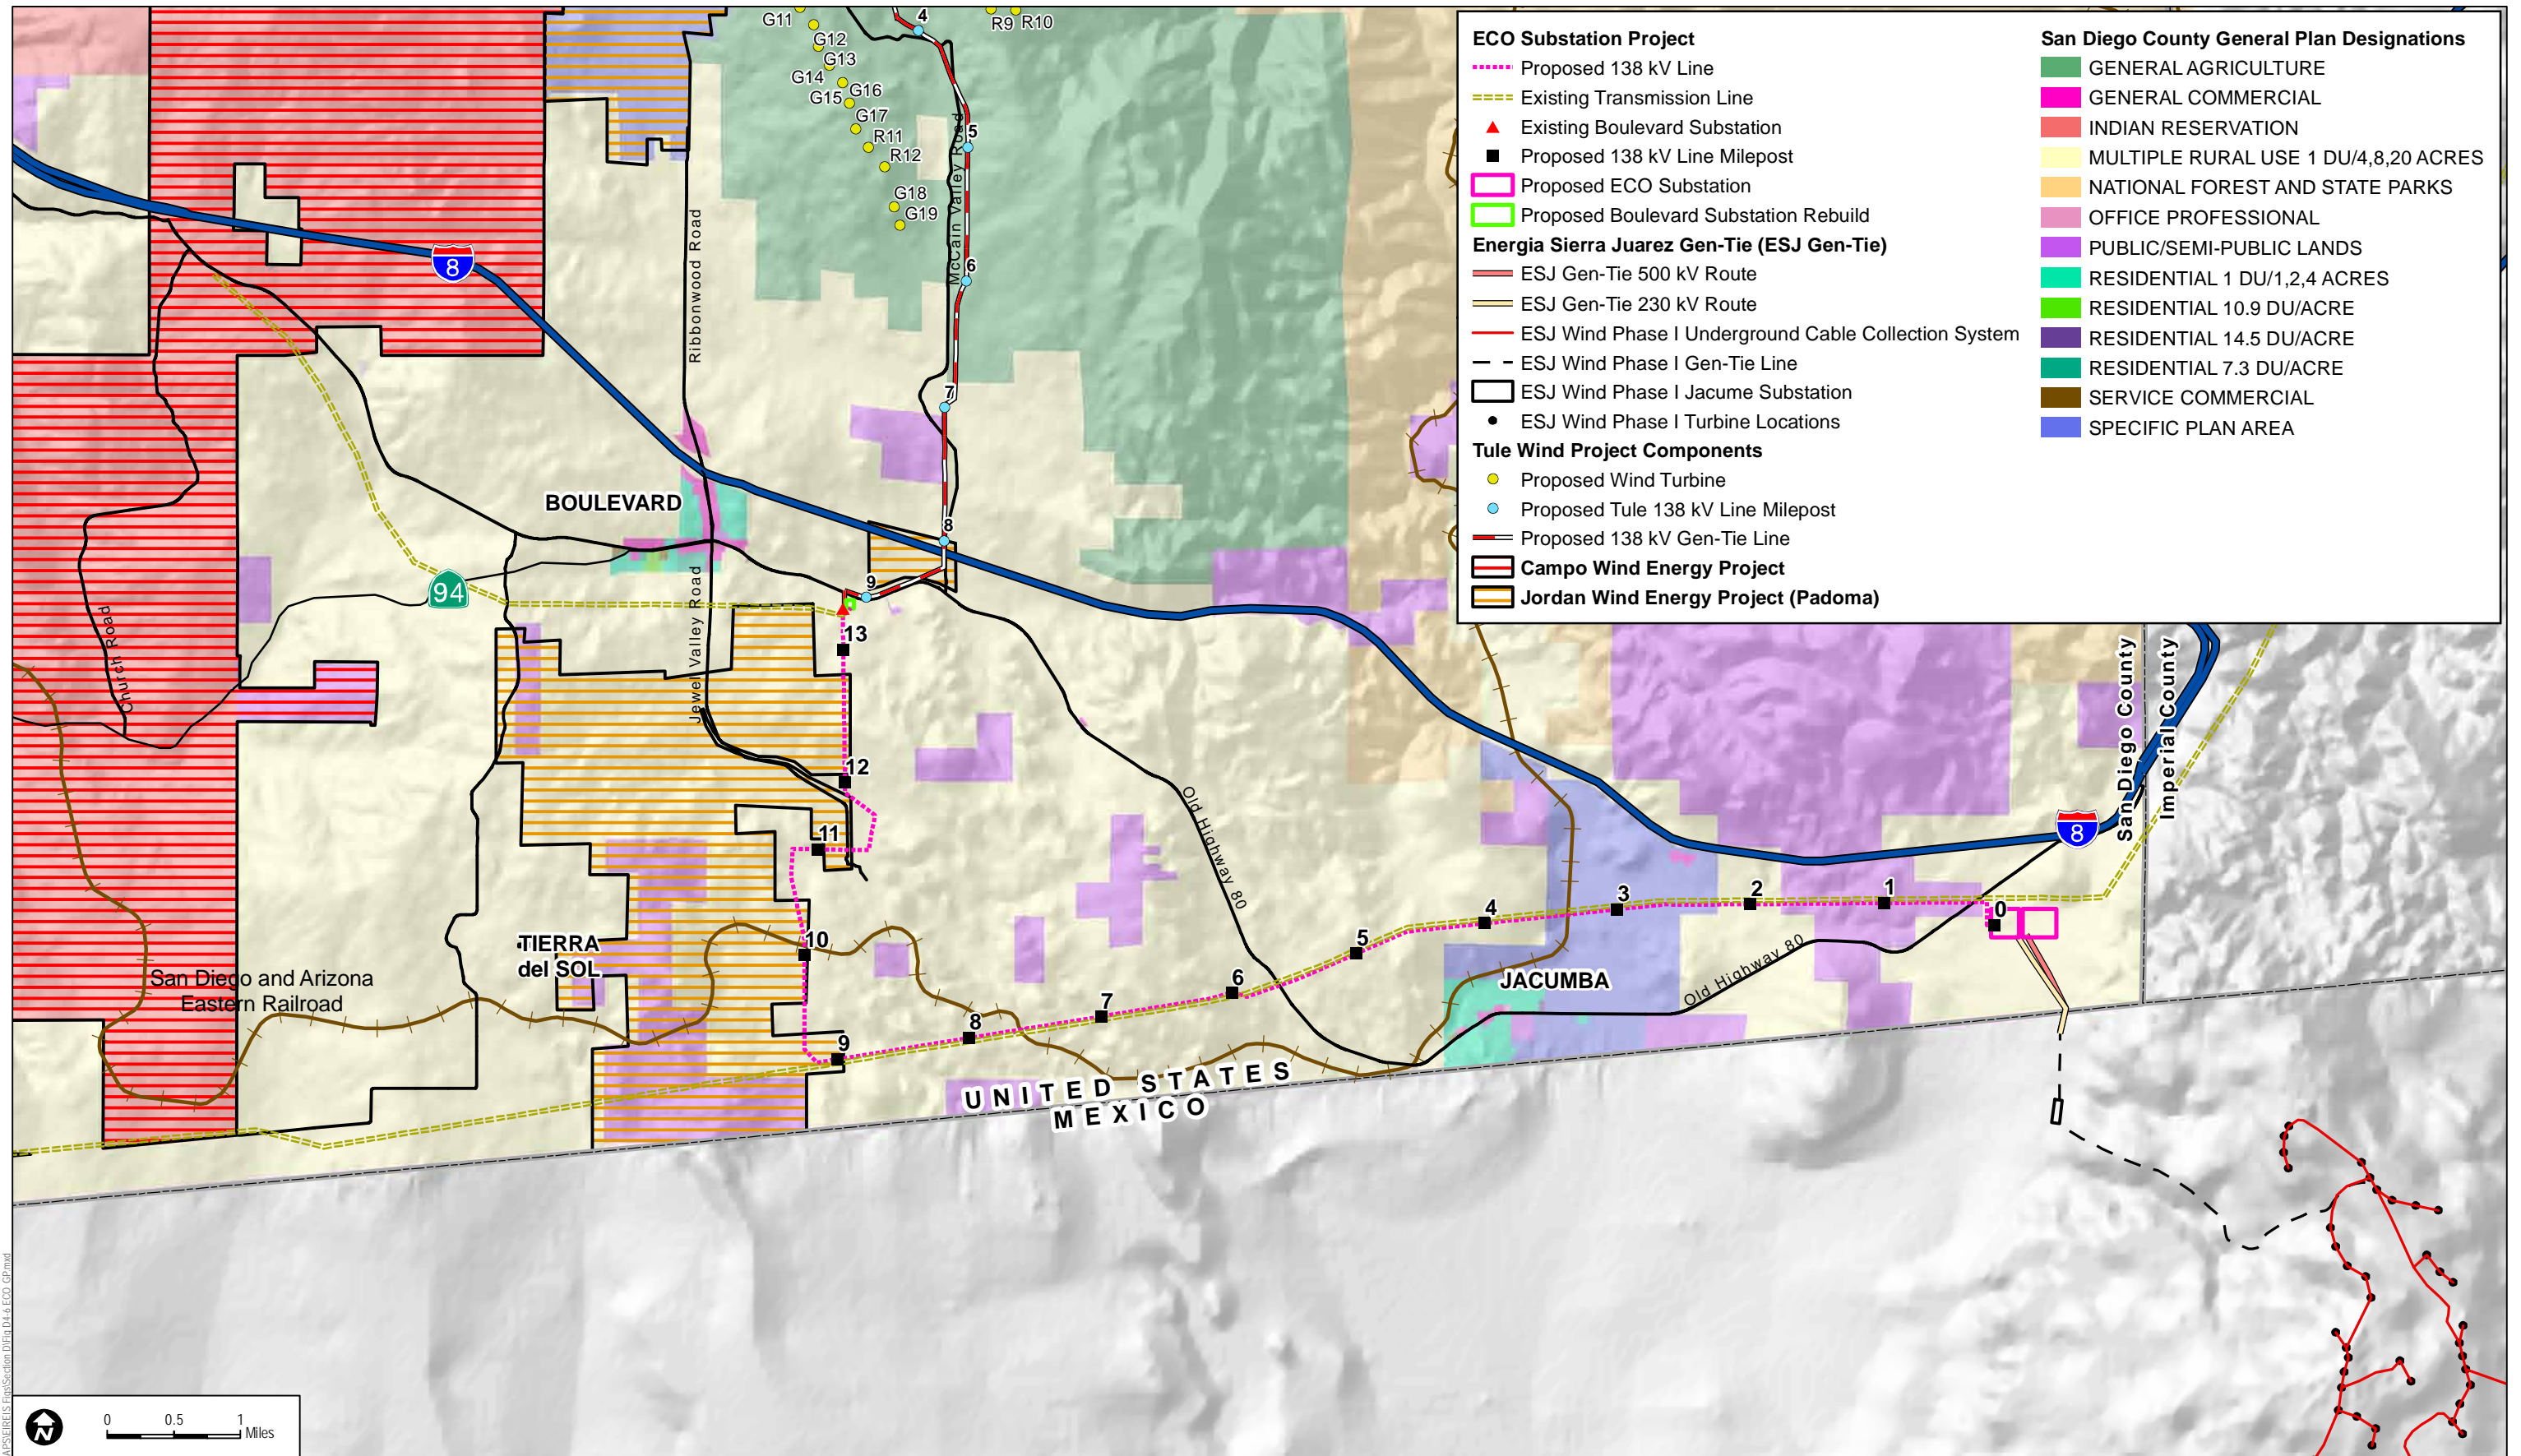 ECO Substation Project
Proposed 138 kV Line
Existing Transmission Line
Existing Boulevard Substation
Proposed 138 kV Line Milepost
Proposed ECO Substation
Proposed Boulevard Substation Rebuild
Energia Sierra Juarez Gen-Tie (ESJ Gen-Tie)
ESJ Gen-Tie 500 kV Route
ESJ Gen-Tie 230 kV Route
ESJ Wind Phase I Underground Cable Collection System
ESJ Wind Phase I Gen-Tie Line
ESJ Wind Phase I Jacume Substation
ESJ Wind Phase I Turbine Locations
Tule Wind Project Components
Proposed Wind Turbine
Proposed Tule 138 kV Line Milepost
Proposed 138 kV Gen-Tie Line
Campo Wind Energy Project
Jordan Wind Energy Project (Padoma)
San Diego County General Plan Designations
GENERAL AGRICULTURE
GENERAL COMMERCIAL
INDIAN RESERVATION
MULTIPLE RURAL USE 1 DU/4,8,20 ACRES
NATIONAL FOREST AND STATE PARKS
OFFICE PROFESSIONAL
PUBLIC/SEMI-PUBLIC LANDS
RESIDENTIAL 1 DU/1,2,4 ACRES
RESIDENTIAL 10.9 DU/ACRE
RESIDENTIAL 14.5 DU/ACRE
RESIDENTIAL 7.3 DU/ACRE
SERVICE COMMERCIAL
SPECIFIC PLAN AREA
G11
G12
G13
G14
G16
G15
G17
R11
R12
G18
G19
R9
R10
4
5
6
7
8
9
McCain Valley Road
Ribbonwood Road
8
BOULEVARD
94
Church Road
Jewel Valley Road
13
12
11
10
9
8
7
6
5
4
3
2
1
0
Old Highway 80
Old Highway 80
8
San Diego County
Imperial County
TIERRA
del SOL
JACUMBA
San Diego and Arizona
Eastern Railroad
UNITED STATES
MEXICO
N
0 0.5 1
Miles
APS\EIREIS Figs\Section D\Fig D4-6 ECO GP.mxd